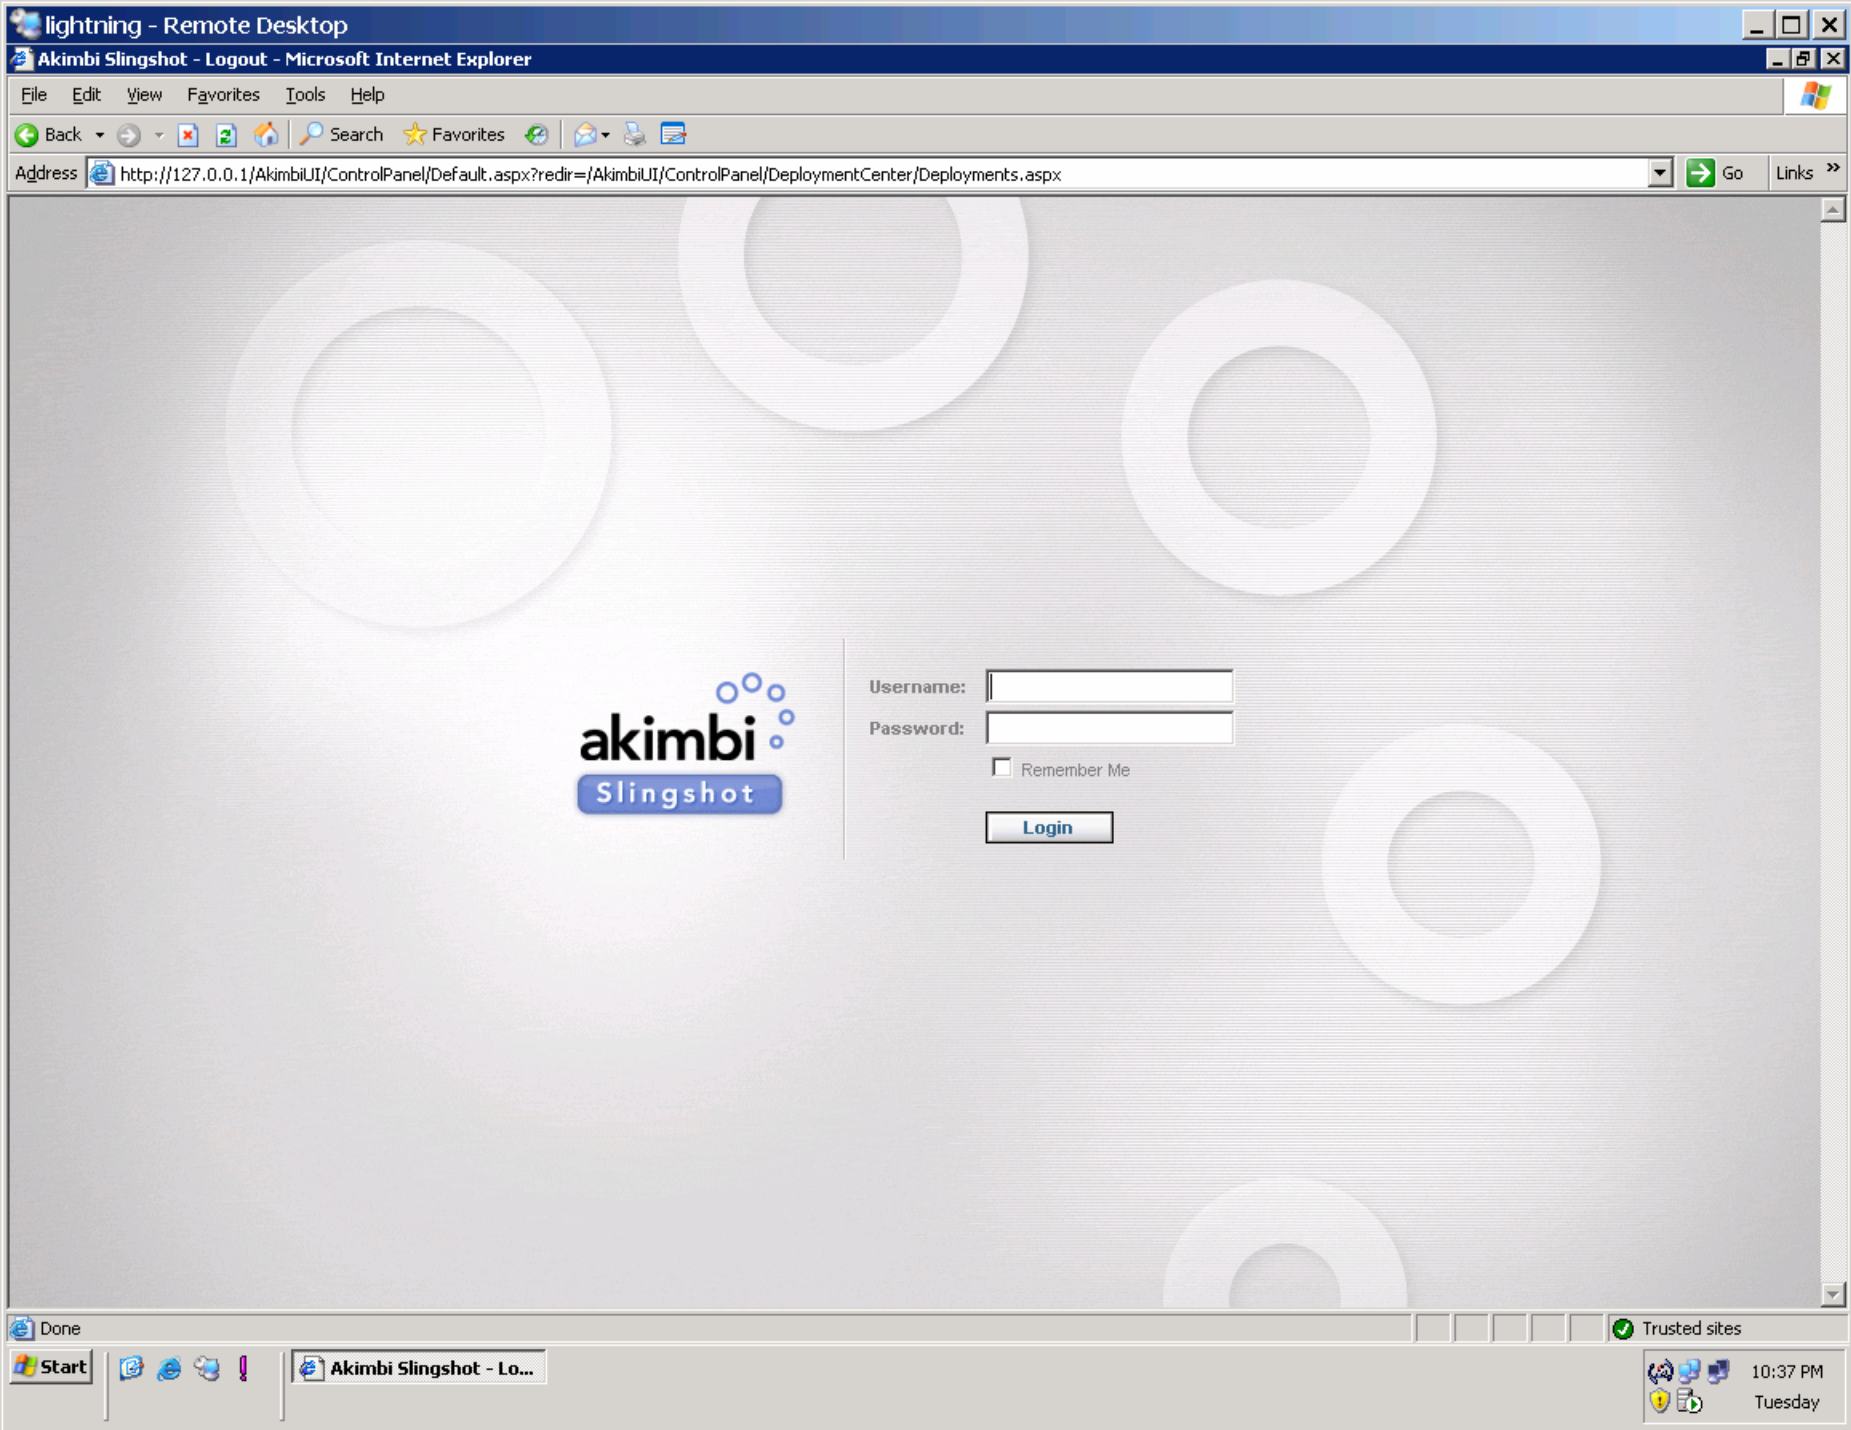 lightning - Remote Desktop
Akimbi Slingshot - Logout - Microsoft Internet Explorer
File Edit View Favorites Tools Help
Back Search Favorites
Address http://127.0.0.1/AkimbiUI/ControlPanel/Default.aspx?redir=/AkimbiUI/ControlPanel/DeploymentCenter/Deployments.aspx Go Links »
akimbi
Slingshot
Username:
Password:
Remember Me
Login
Done Trusted sites
Start Akimbi Slingshot - Lo... 10:37 PM
Tuesday